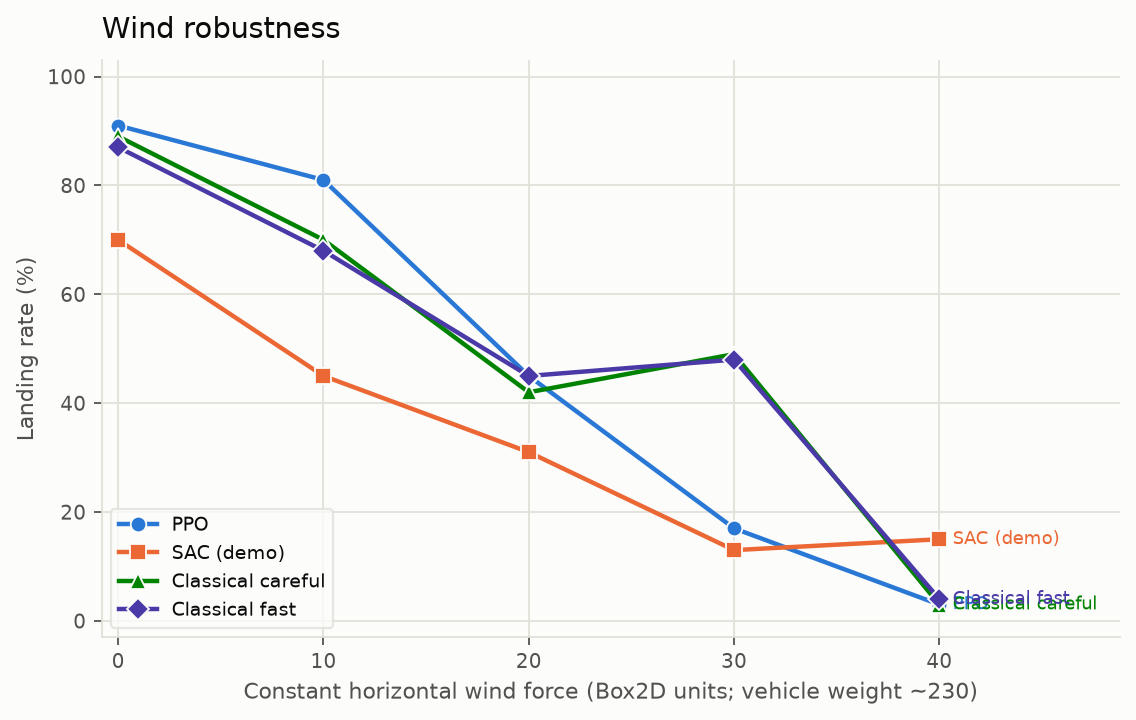 Wind robustness
100
80
60
40
20
0
Landing rate (%)
PPO
SAC (demo)
Classical careful
Classical fast
SAC (demo)
Classical fast
PPO
Classical careful
0 10 20 30 40
Constant horizontal wind force (Box2D units; vehicle weight ~230)